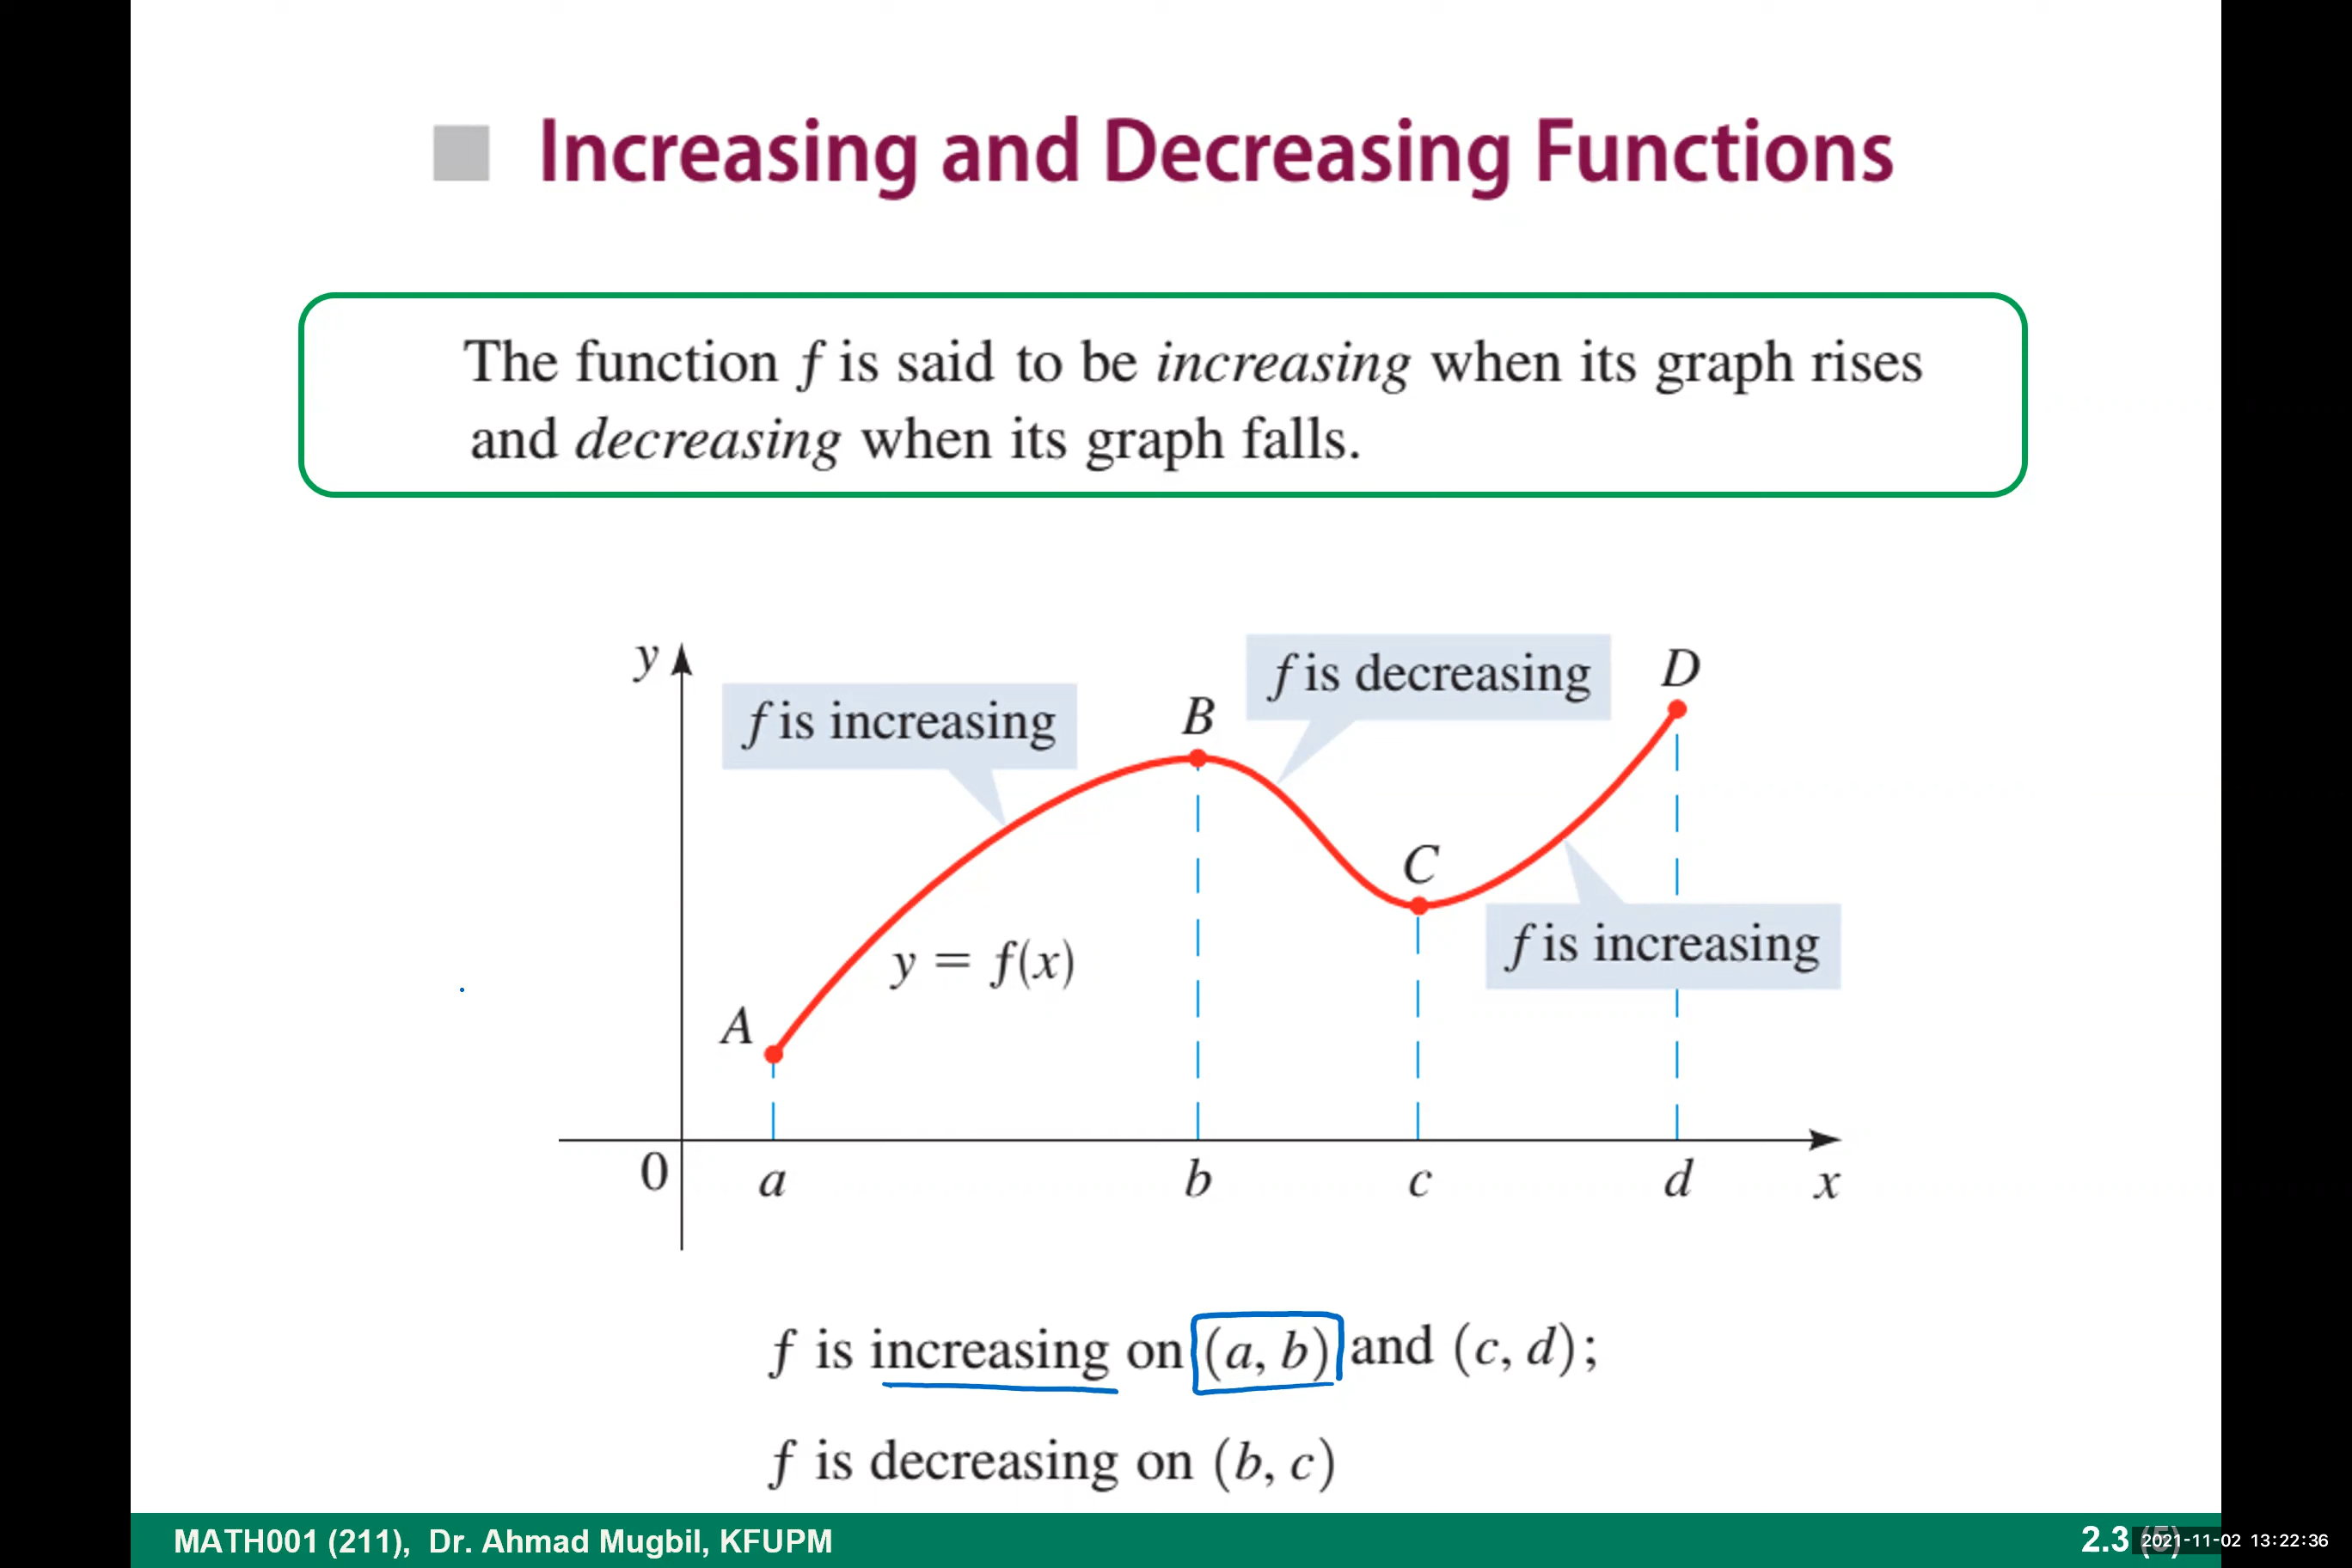 Increasing and Decreasing Functions
The function f is said to be increasing when its graph rises
and decreasing when its graph falls.
y
f is increasing
B
f is decreasing
D
C
y = f(x)
f is increasing
A
0 a b c d x
f is increasing on (a, b) and (c, d);
f is decreasing on (b, c)
MATH001 (211), Dr. Ahmad Mugbil, KFUPM
2.3 (5)
2021-11-02 13:22:36